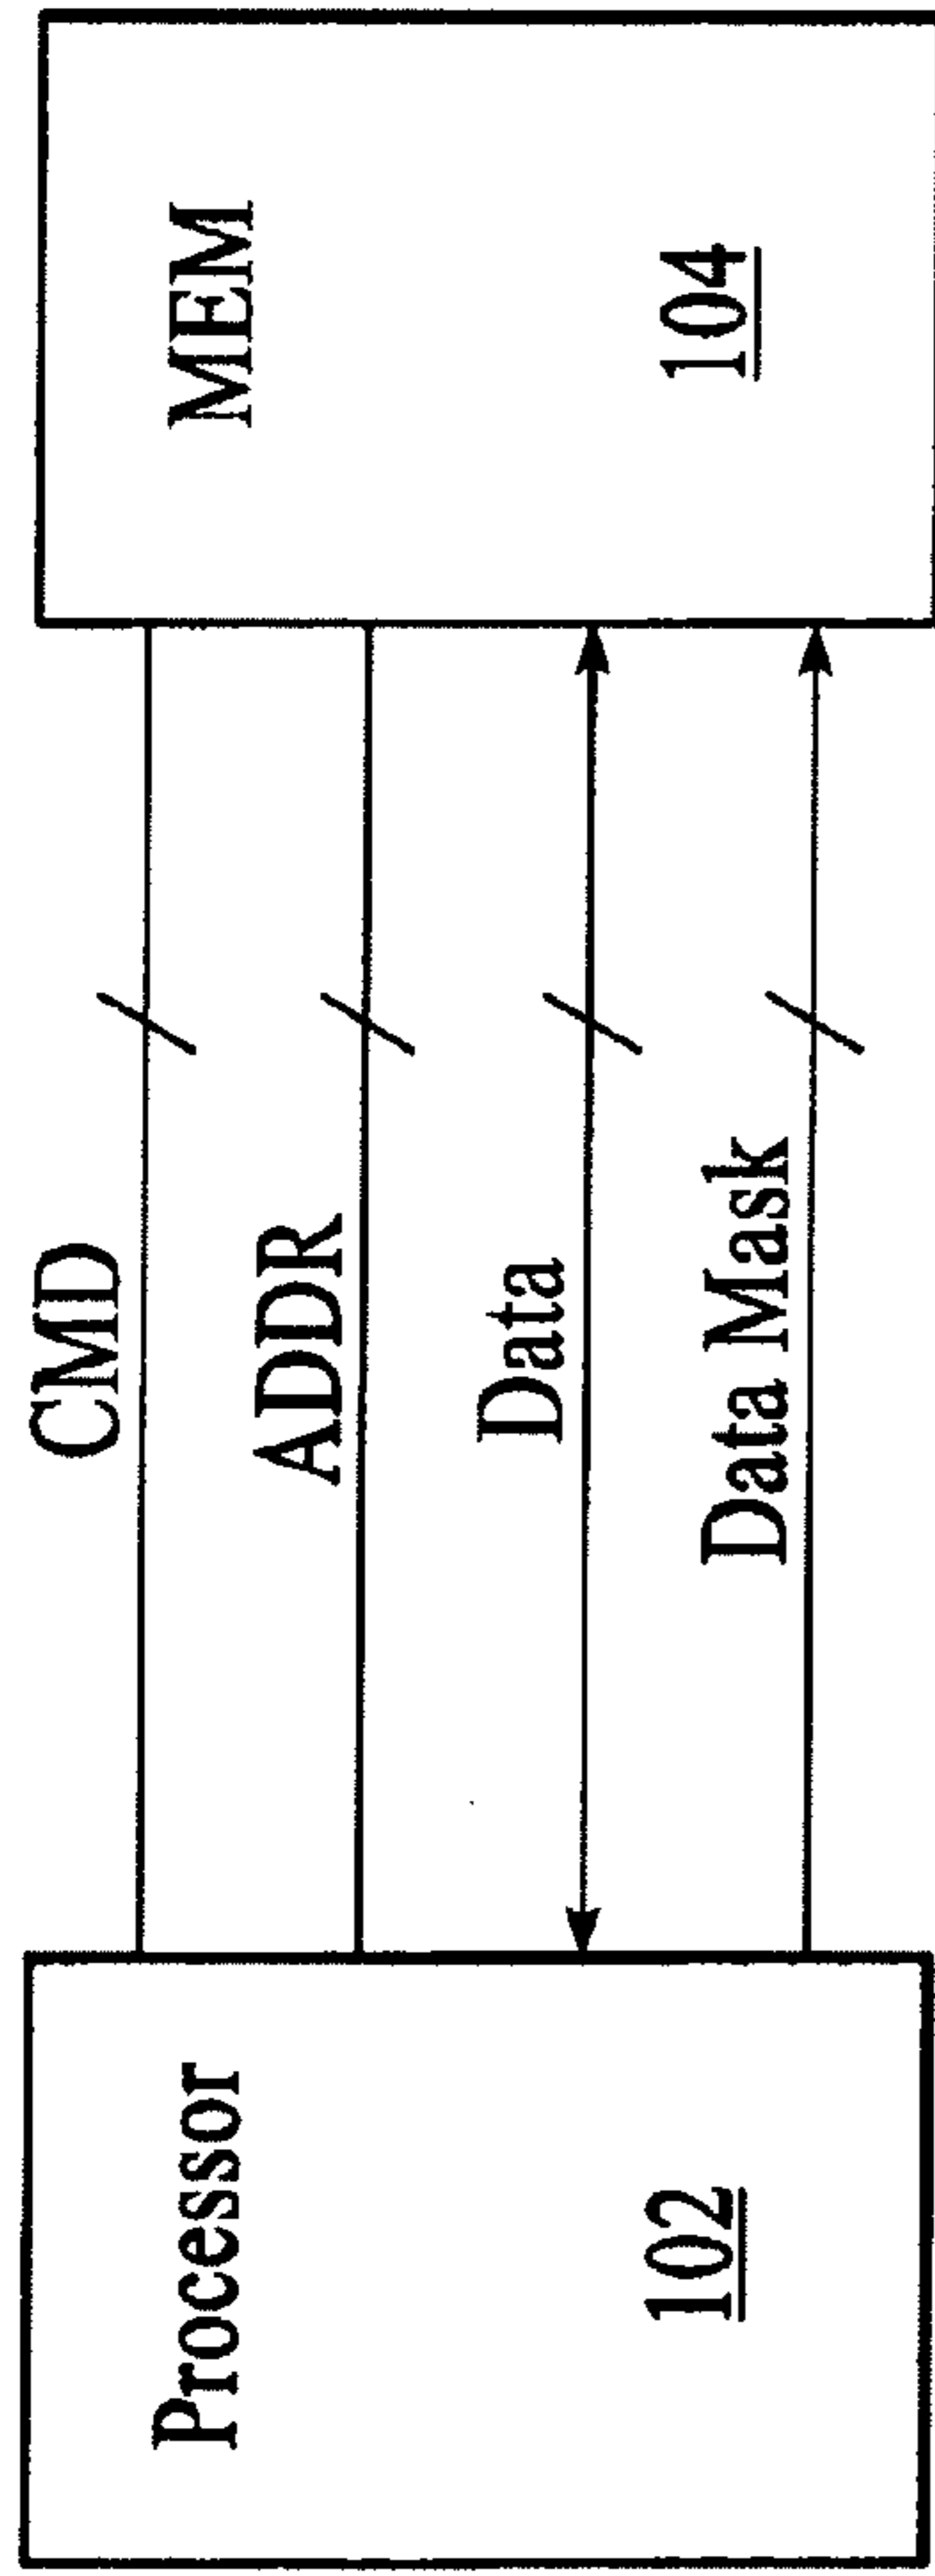 Processor
102
CMD
ADDR
Data
Data Mask
MEM
104